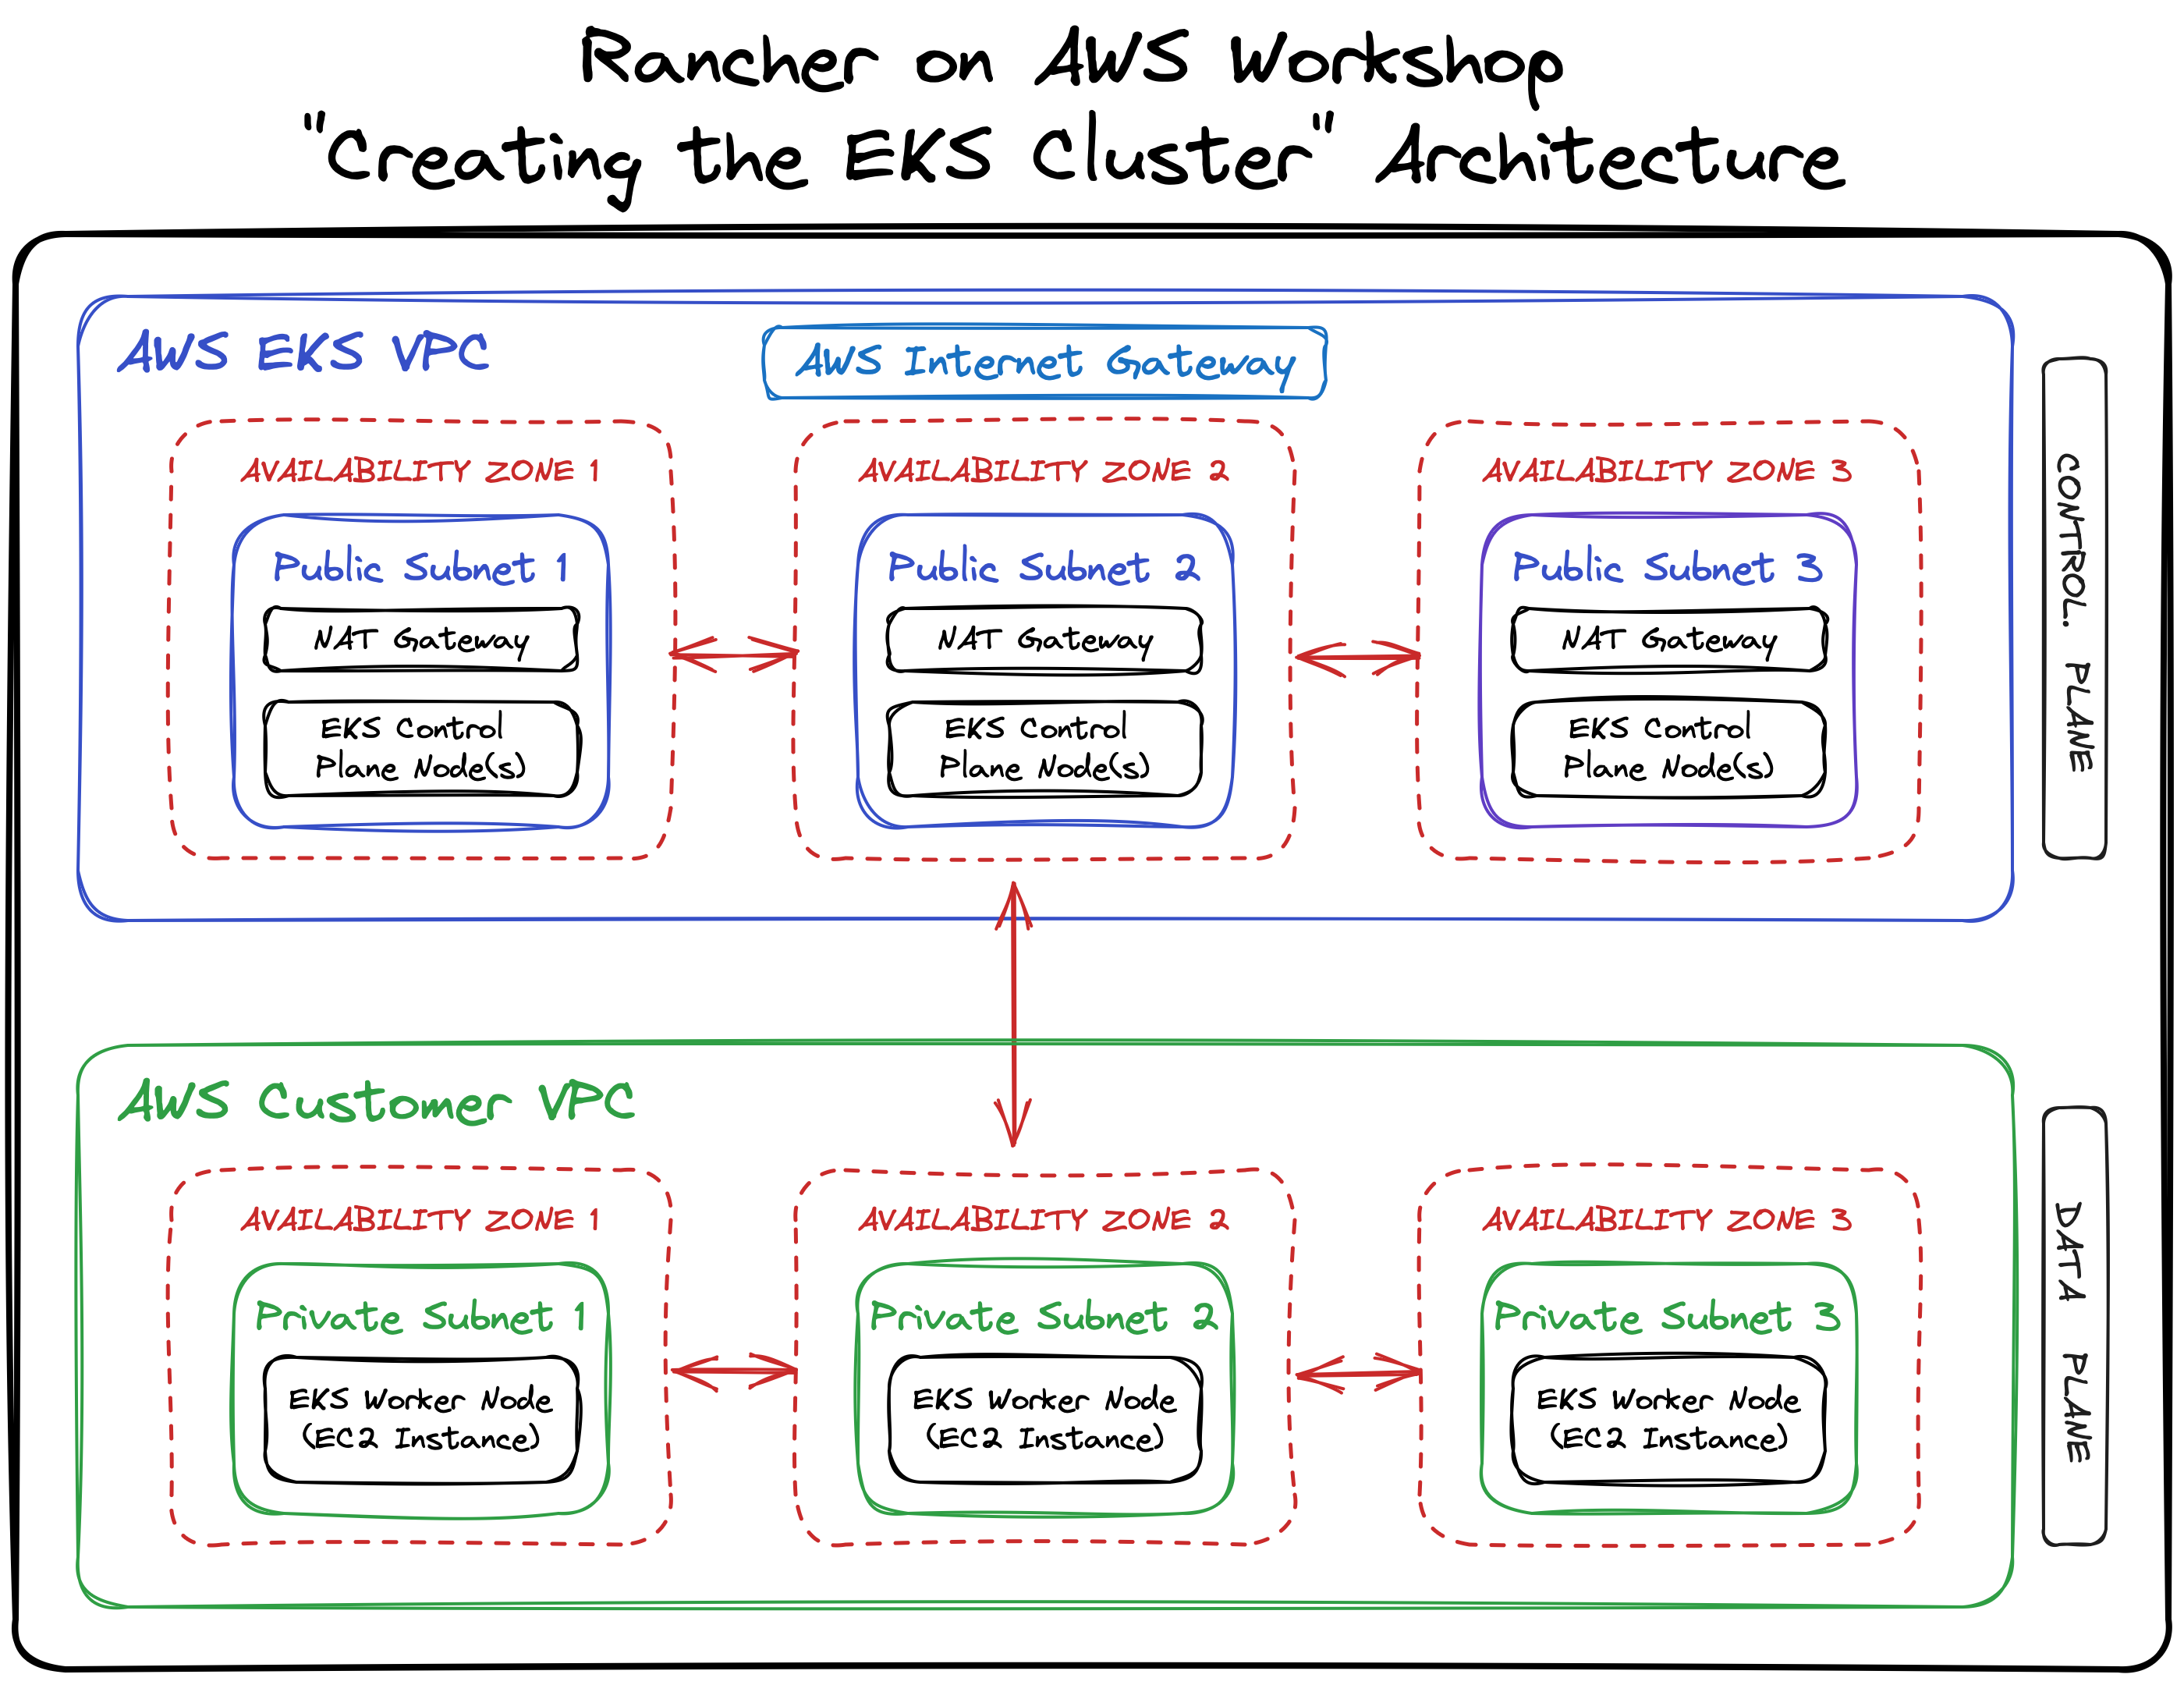 Rancher on AWS Workshop
"Creating the EKS Cluster" Architecture
AWS EKS VPC
AWS Internet Gateway
AVAILABILITY ZONE 1
Public Subnet 1
NAT Gateway
EKS Control
Plane Node(s)
AVAILABILITY ZONE 2
Public Subnet 2
NAT Gateway
EKS Control
Plane Node(s)
AVAILABILITY ZONE 3
Public Subnet 3
NAT Gateway
EKS Control
Plane Node(s)
CONTROL PLANE
AWS Customer VPC
AVAILABILITY ZONE 1
Private Subnet 1
EKS Worker Node
(EC2 Instance)
AVAILABILITY ZONE 2
Private Subnet 2
EKS Worker Node
(EC2 Instance)
AVAILABILITY ZONE 3
Private Subnet 3
EKS Worker Node
(EC2 Instance)
DATA PLANE